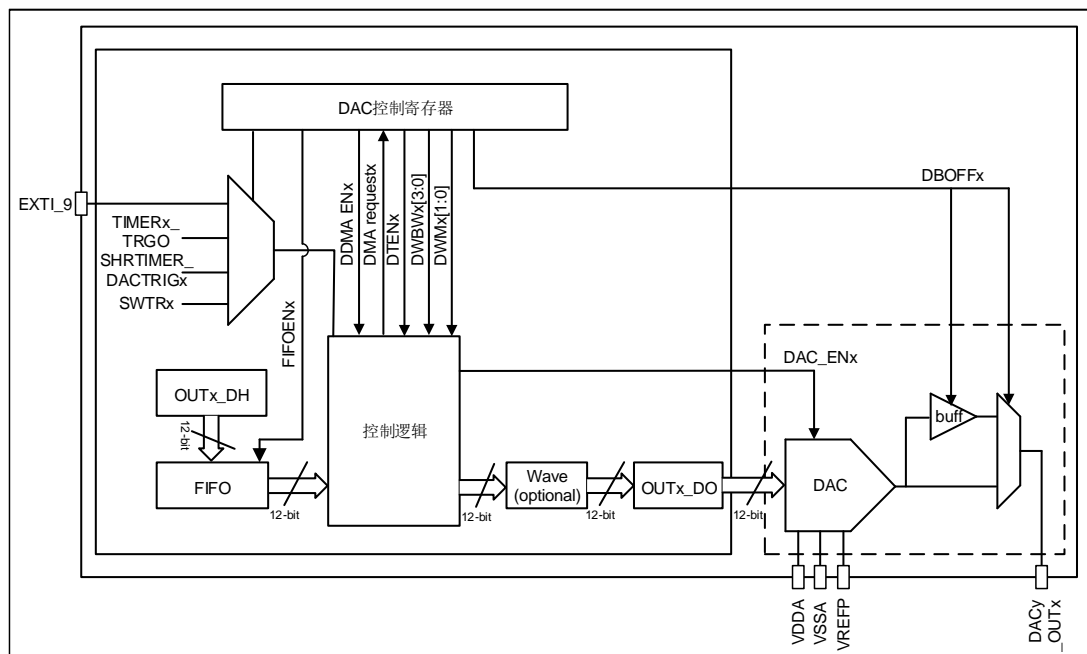 DAC控制寄存器
EXTI_9
TIMERx_
TRGO
SHRTIMER_
DACTRIGx
SWTRx
FIFOENx
DDMA ENx
DMA requestx
DTENx
DWBWx[3:0]
DWMx[1:0]
DBOFFx
OUTx_DH
12-bit
FIFO
12-bit
控制逻辑
12-bit
Wave
(optional)
12-bit
OUTx_DO
12-bit
DAC_ENx
DAC
buff
VDDA
VSSA
VREFP
DACy
_OUTx